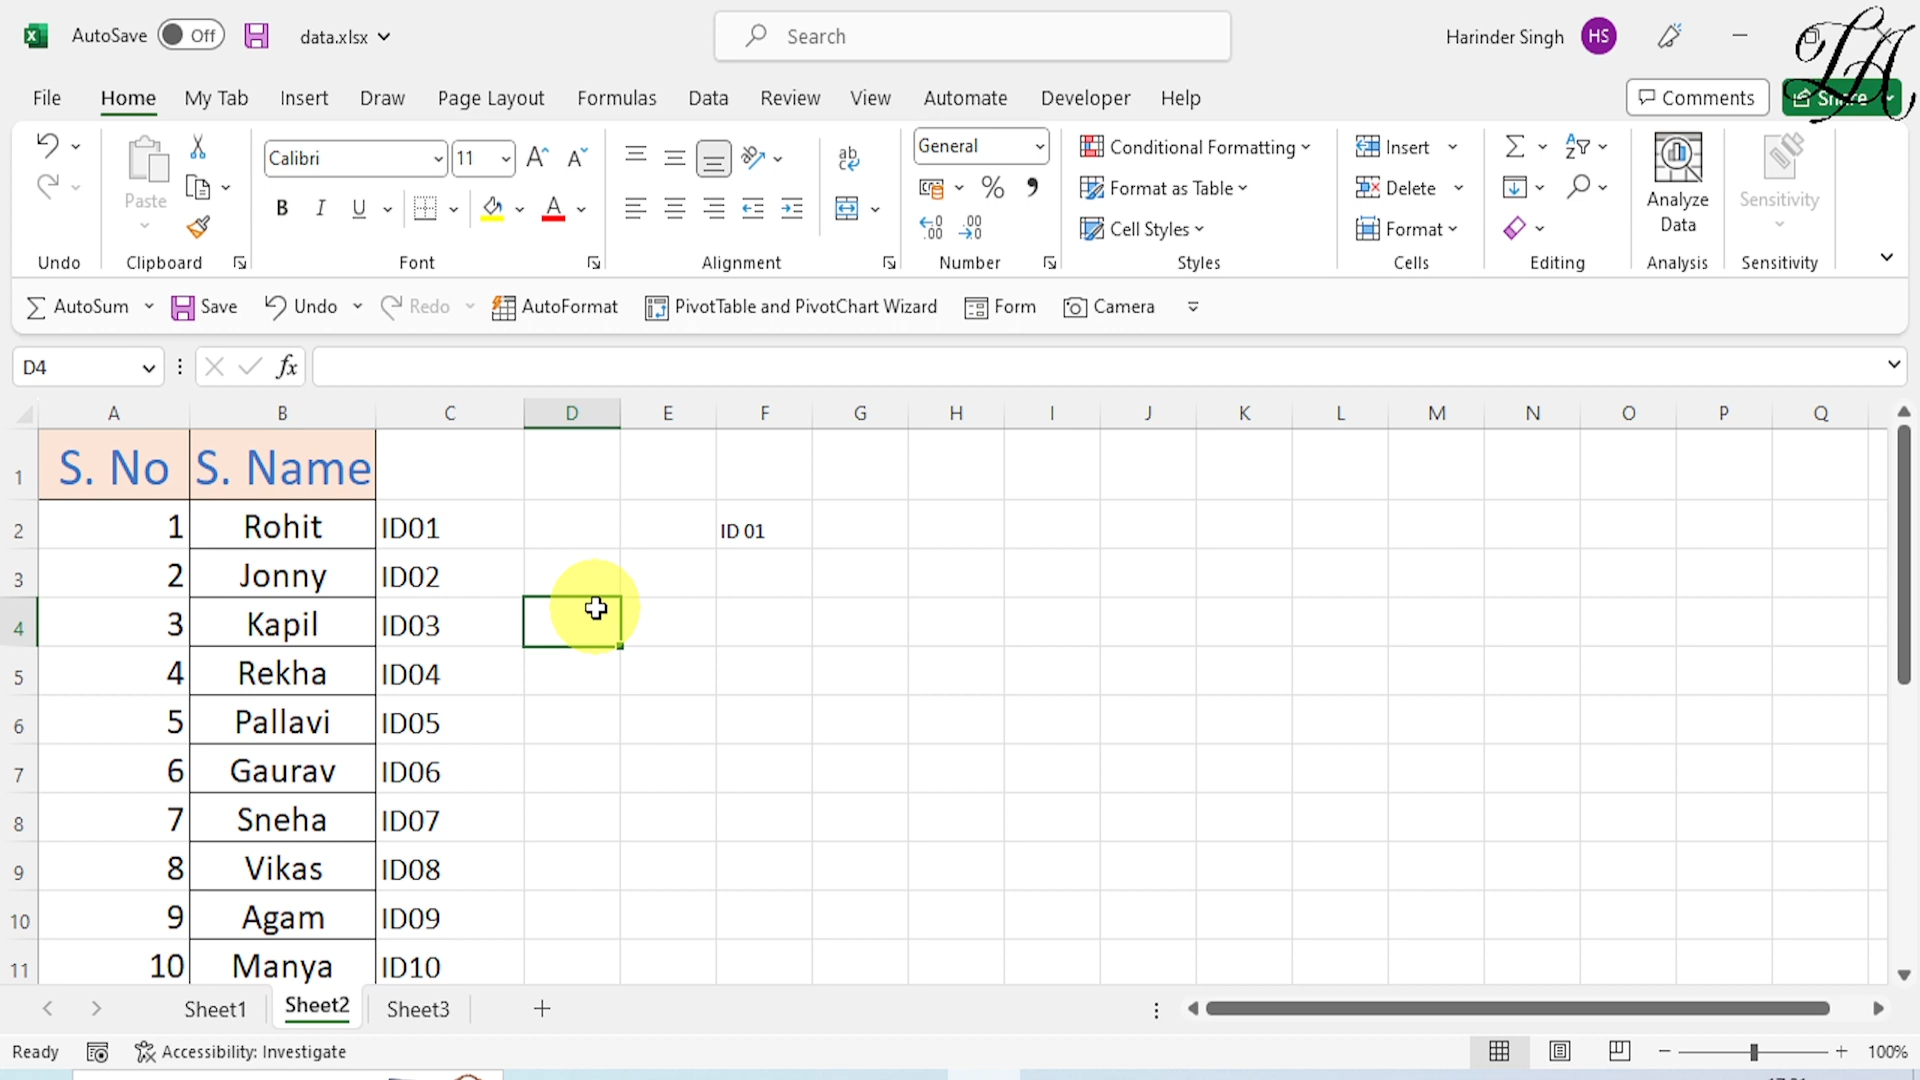 AutoSave Off data.xlsx Search Harinder Singh HS
File Home My Tab Insert Draw Page Layout Formulas Data Review View Automate Developer Help Comments Share
LA
Paste Calibri 11 General Conditional Formatting Insert Analyze Data Sensitivity
B I U A ab c % Format as Table Delete
.00 .0 Cell Styles Format
Undo Clipboard Font Alignment Number Styles Cells Editing Analysis Sensitivity
AutoSum Save Undo Redo AutoFormat PivotTable and PivotChart Wizard Form Camera
D4 fx
A B C D E F G H I J K L M N O P Q
1 S. No S. Name
2 1 Rohit ID01 ID 01
3 2 Jonny ID02
4 3 Kapil ID03
5 4 Rekha ID04
6 5 Pallavi ID05
7 6 Gaurav ID06
8 7 Sneha ID07
9 8 Vikas ID08
10 9 Agam ID09
11 10 Manya ID10
Sheet1 Sheet2 Sheet3
Ready Accessibility: Investigate 100%